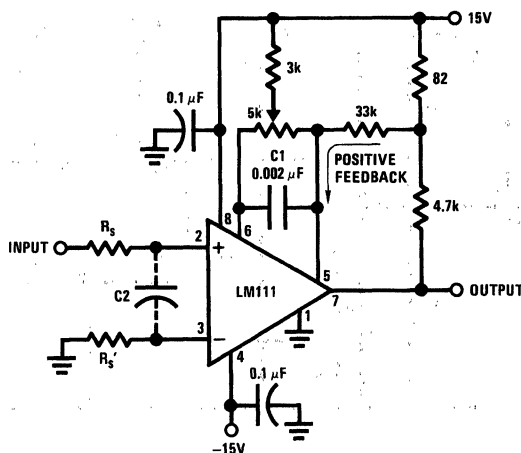 15V
3k
82
0.1 μF
5k
33k
C1
0.002 μF
POSITIVE
FEEDBACK
4.7k
8
6
INPUT
Rs
2
+
5
C2
LM111
7
OUTPUT
1
3
−
Rs'
4
0.1 μF
−15V